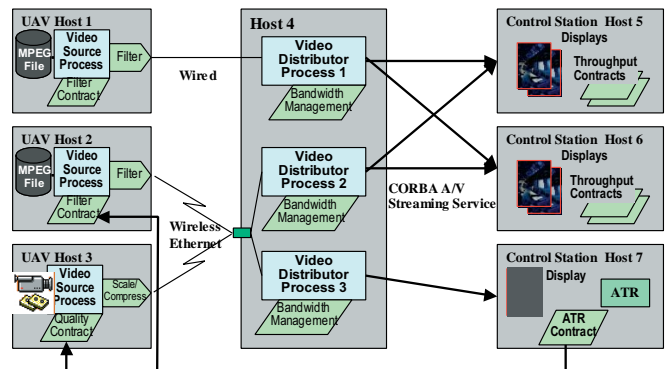 UAV Host 1
MPEG
File
Video
Source
Process
Filter
Filter
Contract
Wired
UAV Host 2
MPEG
File
Video
Source
Process
Filter
Filter
Contract
Wireless
Ethernet
UAV Host 3
Video
Source
Process
Scale/
Compress
Quality
Contract
Host 4
Video
Distributor
Process 1
Bandwidth
Management
Video
Distributor
Process 2
Bandwidth
Management
Video
Distributor
Process 3
Bandwidth
Management
CORBA A/V
Streaming Service
Control Station Host 5
Displays
Throughput
Contracts
Control Station Host 6
Displays
Throughput
Contracts
Control Station Host 7
Display
ATR
ATR
Contract